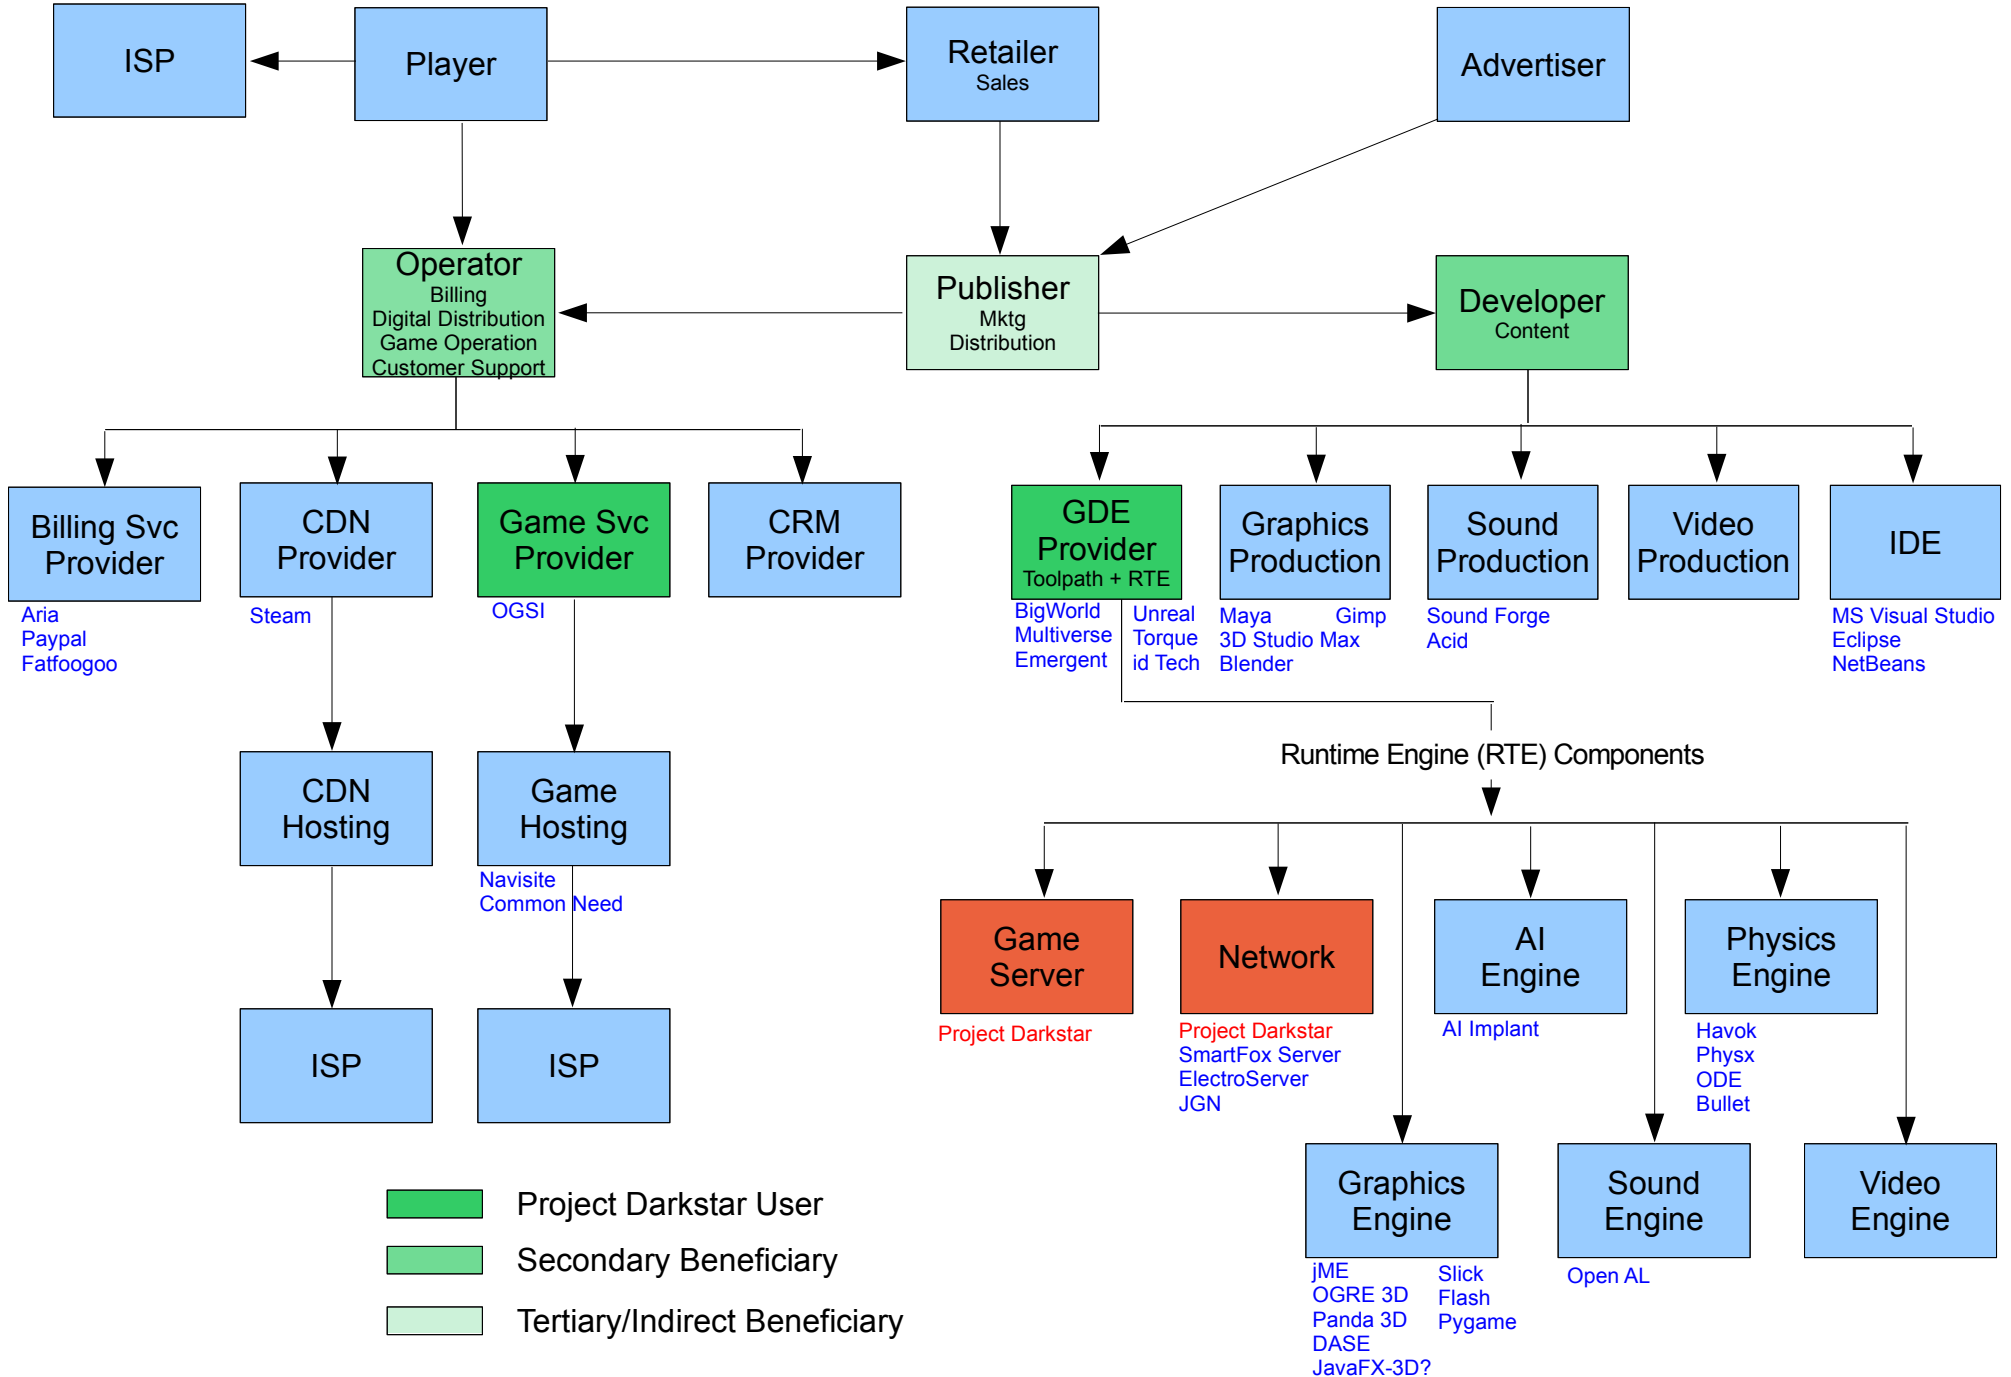 ISP
Player
Retailer
Sales
Advertiser
Operator
Billing
Digital Distribution
Game Operation
Customer Support
Publisher
Mktg
Distribution
Developer
Content
Billing Svc
Provider
Aria
Paypal
Fatfoogoo
CDN
Provider
Steam
Game Svc
Provider
OGSI
CRM
Provider
GDE
Provider
Toolpath + RTE
BigWorld
Multiverse
Emergent
Unreal
Torque
id Tech
Graphics
Production
Maya
Gimp
3D Studio Max
Blender
Sound
Production
Sound Forge
Acid
Video
Production
IDE
MS Visual Studio
Eclipse
NetBeans
CDN
Hosting
Game
Hosting
Navisite
Common Need
Runtime Engine (RTE) Components
Game
Server
Project Darkstar
Network
Project Darkstar
SmartFox Server
ElectroServer
JGN
AI
Engine
AI Implant
Physics
Engine
Havok
Physx
ODE
Bullet
ISP
ISP
Graphics
Engine
jME
OGRE 3D
Panda 3D
DASE
JavaFX-3D?
Slick
Flash
Pygame
Sound
Engine
Open AL
Video
Engine
Project Darkstar User
Secondary Beneficiary
Tertiary/Indirect Beneficiary